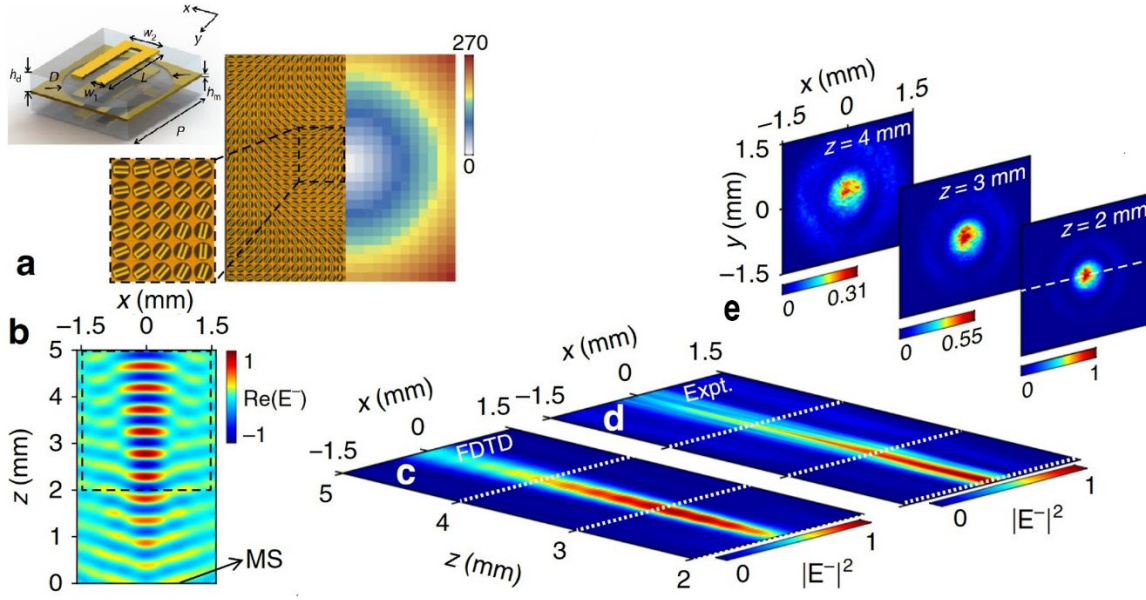 x
y
w₂
h_d
D
L
w₁
h_m
P
270
0
a
x (mm)
−1.5 0 1.5
b
5
4
3
2
1
0
z (mm)
1
Re(E⁻)
−1
MS
x (mm)
−1.5 0 1.5
FDTD
c
5
4
3
2
z (mm)
0 1
|E⁻|²
x (mm)
−1.5 0 1.5
Expt.
d
0 1
|E⁻|²
x (mm)
−1.5 0 1.5
1.5
0
−1.5
y (mm)
z = 4 mm
0 0.31
z = 3 mm
0 0.55
z = 2 mm
0 1
e